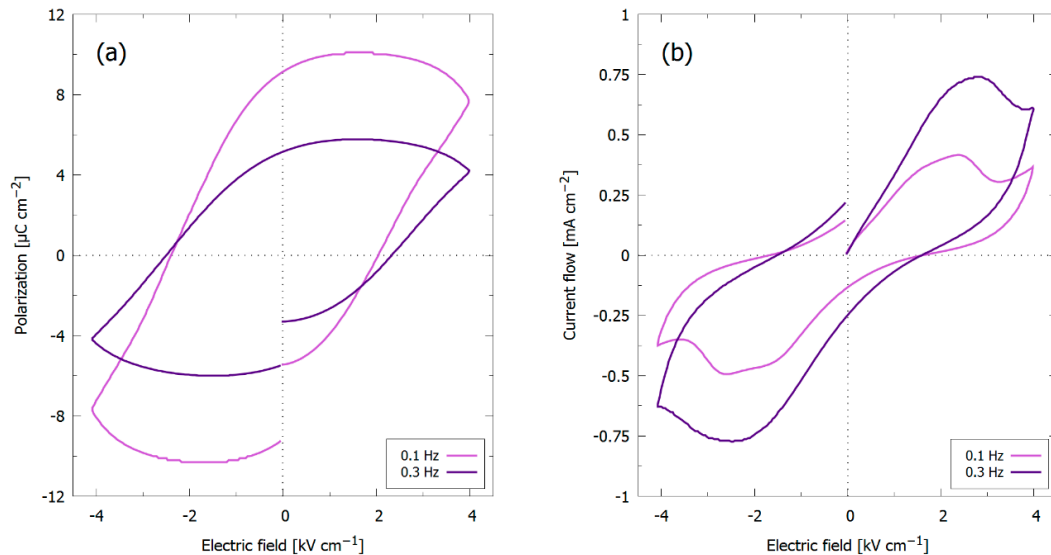 (a)
12
8
4
0
-4
-8
-12
Polarization [µC cm⁻²]
-4
-2
0
2
4
Electric field [kV cm⁻¹]
0.1 Hz
0.3 Hz
(b)
1
0.75
0.5
0.25
0
-0.25
-0.5
-0.75
-1
Current flow [mA cm⁻²]
-4
-2
0
2
4
Electric field [kV cm⁻¹]
0.1 Hz
0.3 Hz